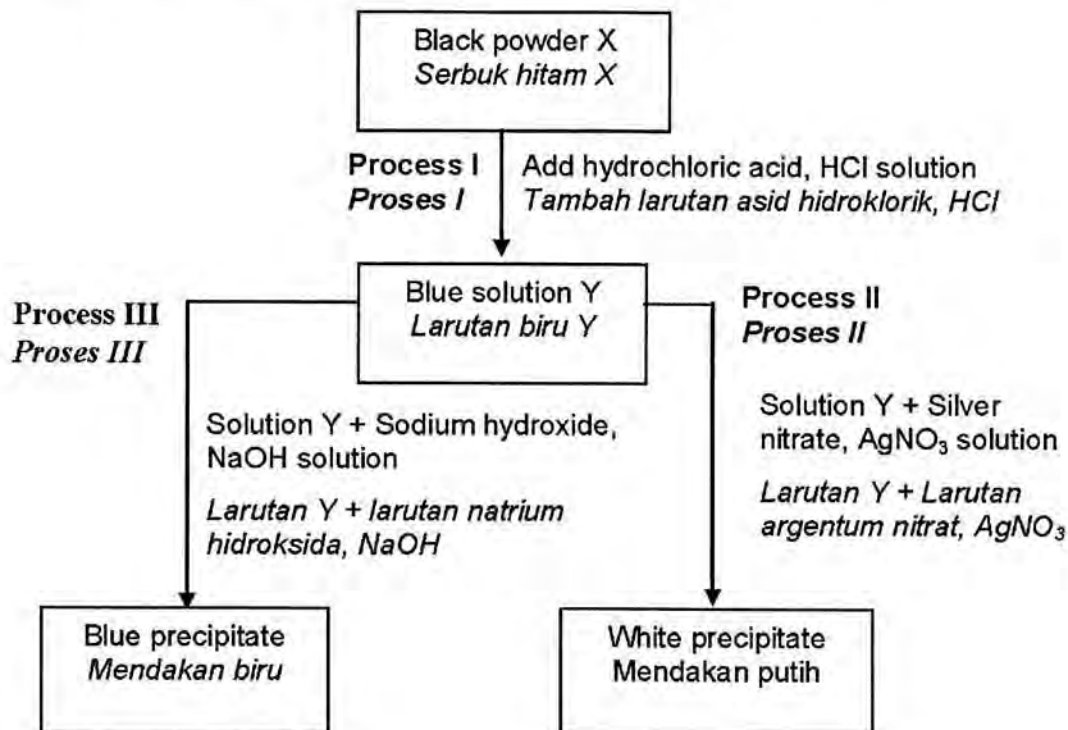 Black powder X
Serbuk hitam X
Process I
Proses I
Add hydrochloric acid, HCl solution
Tambah larutan asid hidroklorik, HCl
Blue solution Y
Larutan biru Y
Process III
Proses III
Process II
Proses II
Solution Y + Sodium hydroxide,
NaOH solution
Larutan Y + larutan natrium
hidroksida, NaOH
Solution Y + Silver
nitrate, AgNO₃ solution
Larutan Y + Larutan
argentum nitrat, AgNO₃
Blue precipitate
Mendakan biru
White precipitate
Mendakan putih